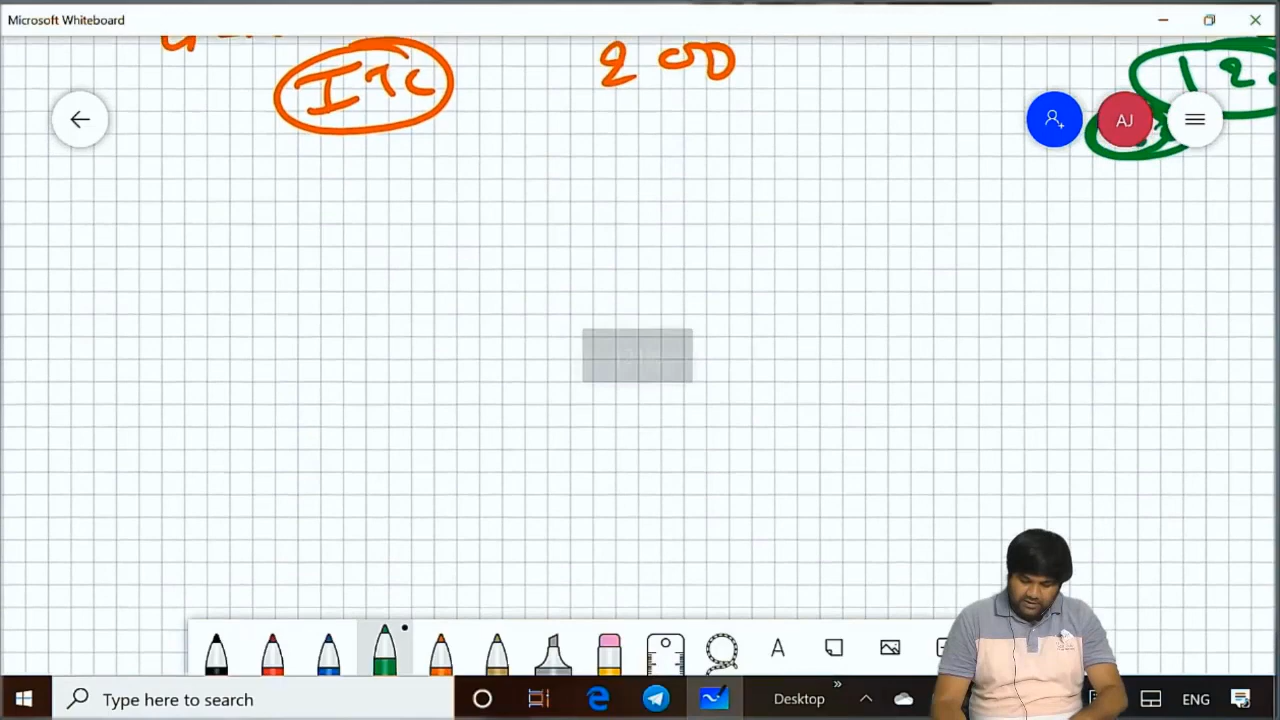 Microsoft Whiteboard
ITC
200
AJ
A
Type here to search
Desktop
ENG